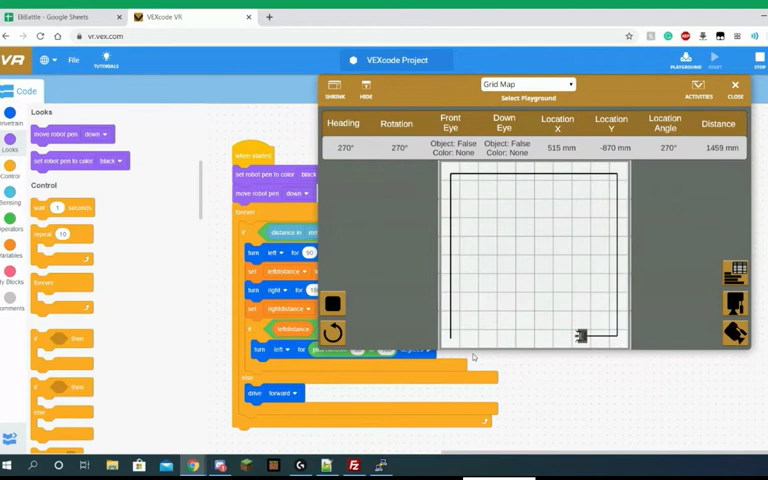 EkBattle - Google Sheets
VEXcode VR
vr.vex.com
VR
File
TUTORIALS
VEXcode Project
PLAYGROUND
START
STOP
Code
SHRINK
HIDE
Grid Map
Select Playground
ACTIVITIES
CLOSE
Heading
Rotation
Front Eye
Down Eye
Location X
Location Y
Location Angle
Distance
270°
270°
Object: False
Color: None
Object: False
Color: None
515 mm
-870 mm
270°
1459 mm
Drivetrain
Looks
Control
Sensing
Operators
Variables
My Blocks
Comments
Looks
move robot pen down
set robot pen to color black
Control
wait 1 seconds
repeat 10
forever
if then
if then
else
when started
set robot pen to color black
move robot pen down
forever
if distance in
turn left for 90
set leftdistance
turn right for
set rightdistance
if leftdistance
turn left for degrees
else
drive forward